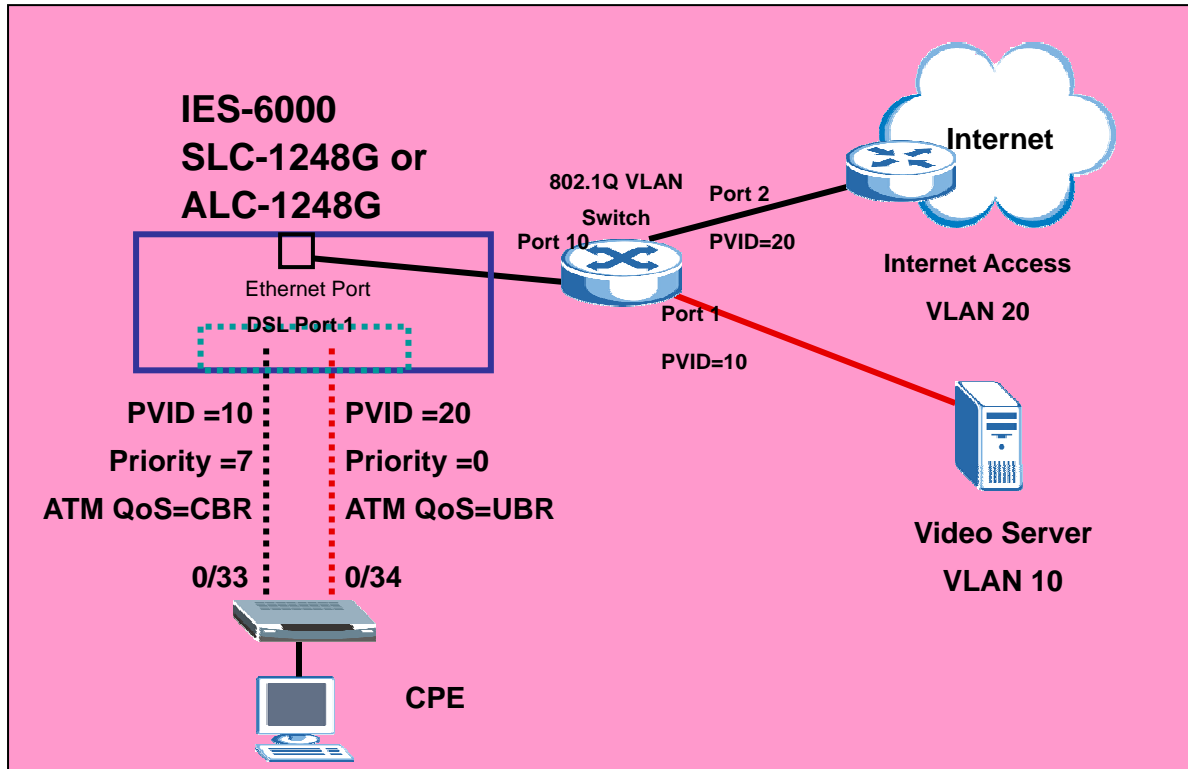 IES-6000
SLC-1248G or
ALC-1248G
Ethernet Port
DSL Port 1
802.1Q VLAN
Switch
Port 10
Port 2
PVID=20
Internet
Internet Access
VLAN 20
Port 1
PVID=10
PVID =10
Priority =7
ATM QoS=CBR
0/33
PVID =20
Priority =0
ATM QoS=UBR
0/34
Video Server
VLAN 10
CPE